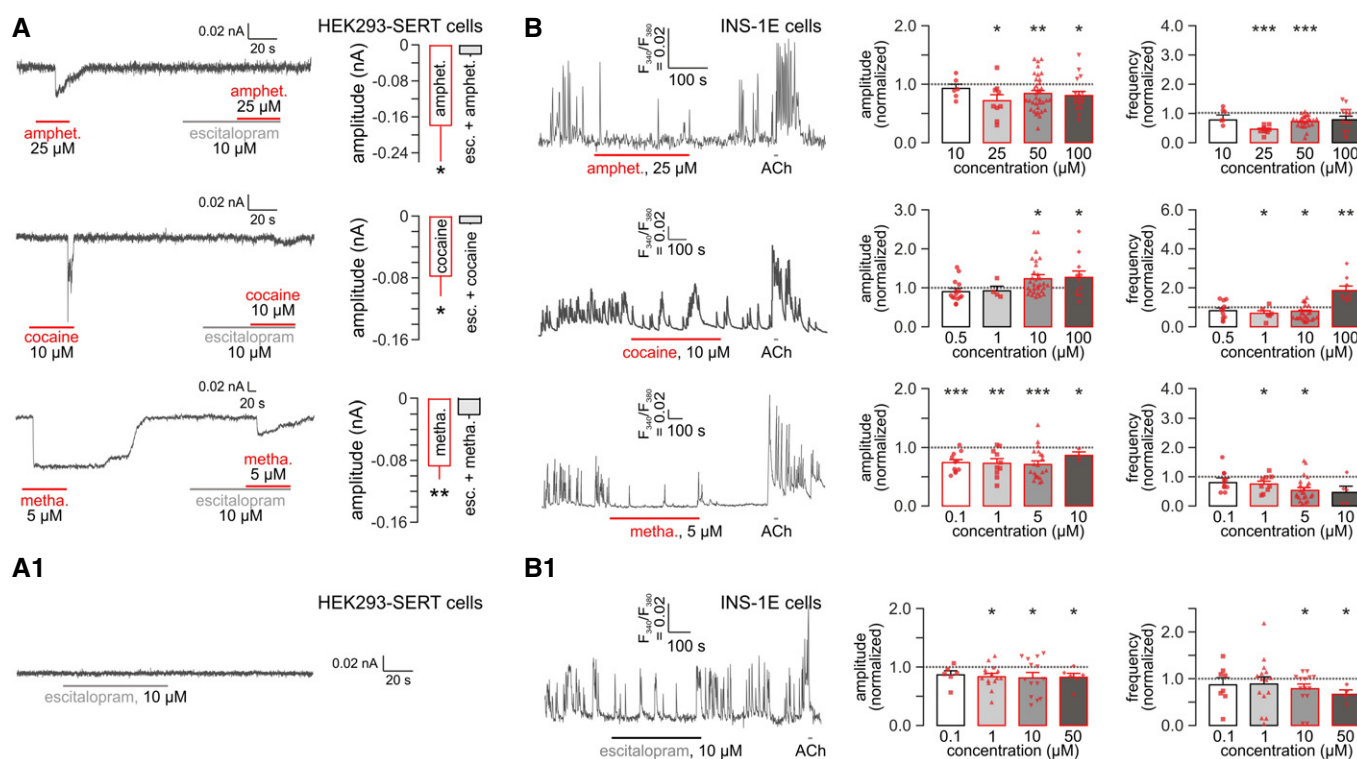 A
HEK293-SERT cells
0.02 nA
20 s
amphet.
25 µM
amphet.
25 µM
escitalopram
10 µM
amplitude (nA)
0
-0.08
-0.16
-0.24
amphet.
esc. + amphet.
*
0.02 nA
20 s
cocaine
10 µM
cocaine
10 µM
escitalopram
10 µM
amplitude (nA)
0
-0.08
-0.16
cocaine
esc. + cocaine
*
0.02 nA
20 s
metha.
5 µM
metha.
5 µM
escitalopram
10 µM
amplitude (nA)
0
-0.08
-0.16
metha.
esc. + metha.
**
B
INS-1E cells
F340/F380
= 0.02
100 s
amphet., 25 µM
ACh
amplitude
(normalized)
2.0
1.0
0.0
* ** *
10 25 50 100
concentration (µM)
frequency
(normalized)
4.0
3.0
2.0
1.0
0.0
*** ***
10 25 50 100
concentration (µM)
F340/F380
= 0.02
100 s
cocaine, 10 µM
ACh
amplitude
(normalized)
3.0
2.0
1.0
0.0
* *
0.5 1 10 100
concentration (µM)
frequency
(normalized)
6.0
4.0
2.0
0.0
* * **
0.5 1 10 100
concentration (µM)
F340/F380
= 0.02
100 s
metha., 5 µM
ACh
amplitude
(normalized)
2.0
1.0
0.0
*** ** *** *
0.1 1 5 10
concentration (µM)
frequency
(normalized)
4.0
3.0
2.0
1.0
0.0
* *
0.1 1 5 10
concentration (µM)
A1
HEK293-SERT cells
escitalopram, 10 µM
0.02 nA
20 s
B1
INS-1E cells
F340/F380
= 0.02
100 s
escitalopram, 10 µM
ACh
amplitude
(normalized)
2.0
1.0
0.0
* * *
0.1 1 10 50
concentration (µM)
frequency
(normalized)
2.5
2.0
1.5
1.0
0.5
0.0
* *
0.1 1 10 50
concentration (µM)